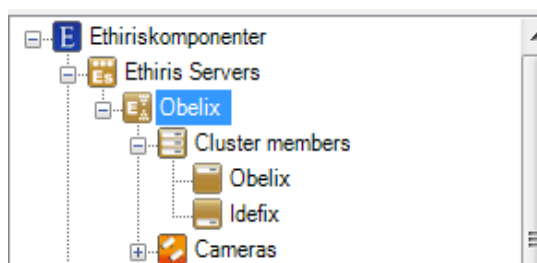 Ethiriskomponenter
Ethiris Servers
Obelix
Cluster members
Obelix
Idefix
Cameras